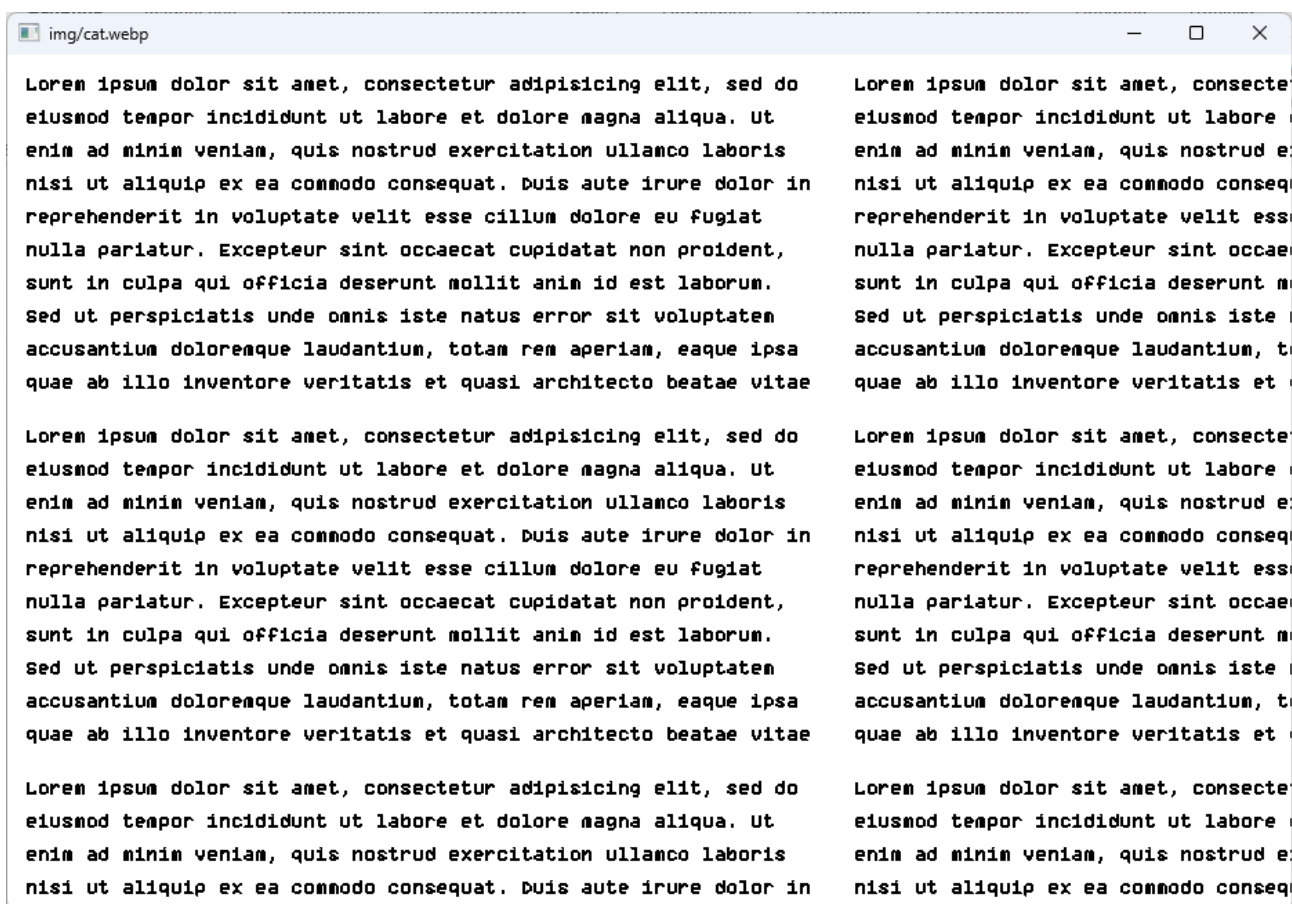 img/cat.webp
Lorem ipsum dolor sit amet, consectetur adipisicing elit, sed do
eiusmod tempor incididunt ut labore et dolore magna aliqua. Ut
enim ad minim veniam, quis nostrud exercitation ullamco laboris
nisi ut aliquip ex ea commodo consequat. Duis aute irure dolor in
reprehenderit in voluptate velit esse cillum dolore eu fugiat
nulla pariatur. Excepteur sint occaecat cupidatat non proident,
sunt in culpa qui officia deserunt mollit anim id est laborum.
Sed ut perspiciatis unde omnis iste natus error sit voluptatem
accusantium doloremque laudantium, totam rem aperiam, eaque ipsa
quae ab illo inventore veritatis et quasi architecto beatae vitae
Lorem ipsum dolor sit amet,
eiusmod tempor incididunt ut labore
enim ad minim veniam, quis nostrud
nisi ut aliquip ex ea commodo
reprehenderit in voluptate velit
nulla pariatur. Excepteur sint
sunt in culpa qui officia deserunt
Sed ut perspiciatis unde omnis iste
accusantium doloremque laudantium,
quae ab illo inventore veritatis et
Lorem ipsum dolor sit amet, consectetur adipisicing elit, sed do
eiusmod tempor incididunt ut labore et dolore magna aliqua. Ut
enim ad minim veniam, quis nostrud exercitation ullamco laboris
nisi ut aliquip ex ea commodo consequat. Duis aute irure dolor in
reprehenderit in voluptate velit esse cillum dolore eu fugiat
nulla pariatur. Excepteur sint occaecat cupidatat non proident,
sunt in culpa qui officia deserunt mollit anim id est laborum.
Sed ut perspiciatis unde omnis iste natus error sit voluptatem
accusantium doloremque laudantium, totam rem aperiam, eaque ipsa
quae ab illo inventore veritatis et quasi architecto beatae vitae
Lorem ipsum dolor sit amet,
eiusmod tempor incididunt ut labore
enim ad minim veniam, quis nostrud
nisi ut aliquip ex ea commodo
reprehenderit in voluptate velit
nulla pariatur. Excepteur sint
sunt in culpa qui officia deserunt
Sed ut perspiciatis unde omnis iste
accusantium doloremque laudantium,
quae ab illo inventore veritatis et
Lorem ipsum dolor sit amet, consectetur adipisicing elit, sed do
eiusmod tempor incididunt ut labore et dolore magna aliqua. Ut
enim ad minim veniam, quis nostrud exercitation ullamco laboris
nisi ut aliquip ex ea commodo consequat. Duis aute irure dolor in
Lorem ipsum dolor sit amet,
eiusmod tempor incididunt ut labore
enim ad minim veniam, quis nostrud
nisi ut aliquip ex ea commodo